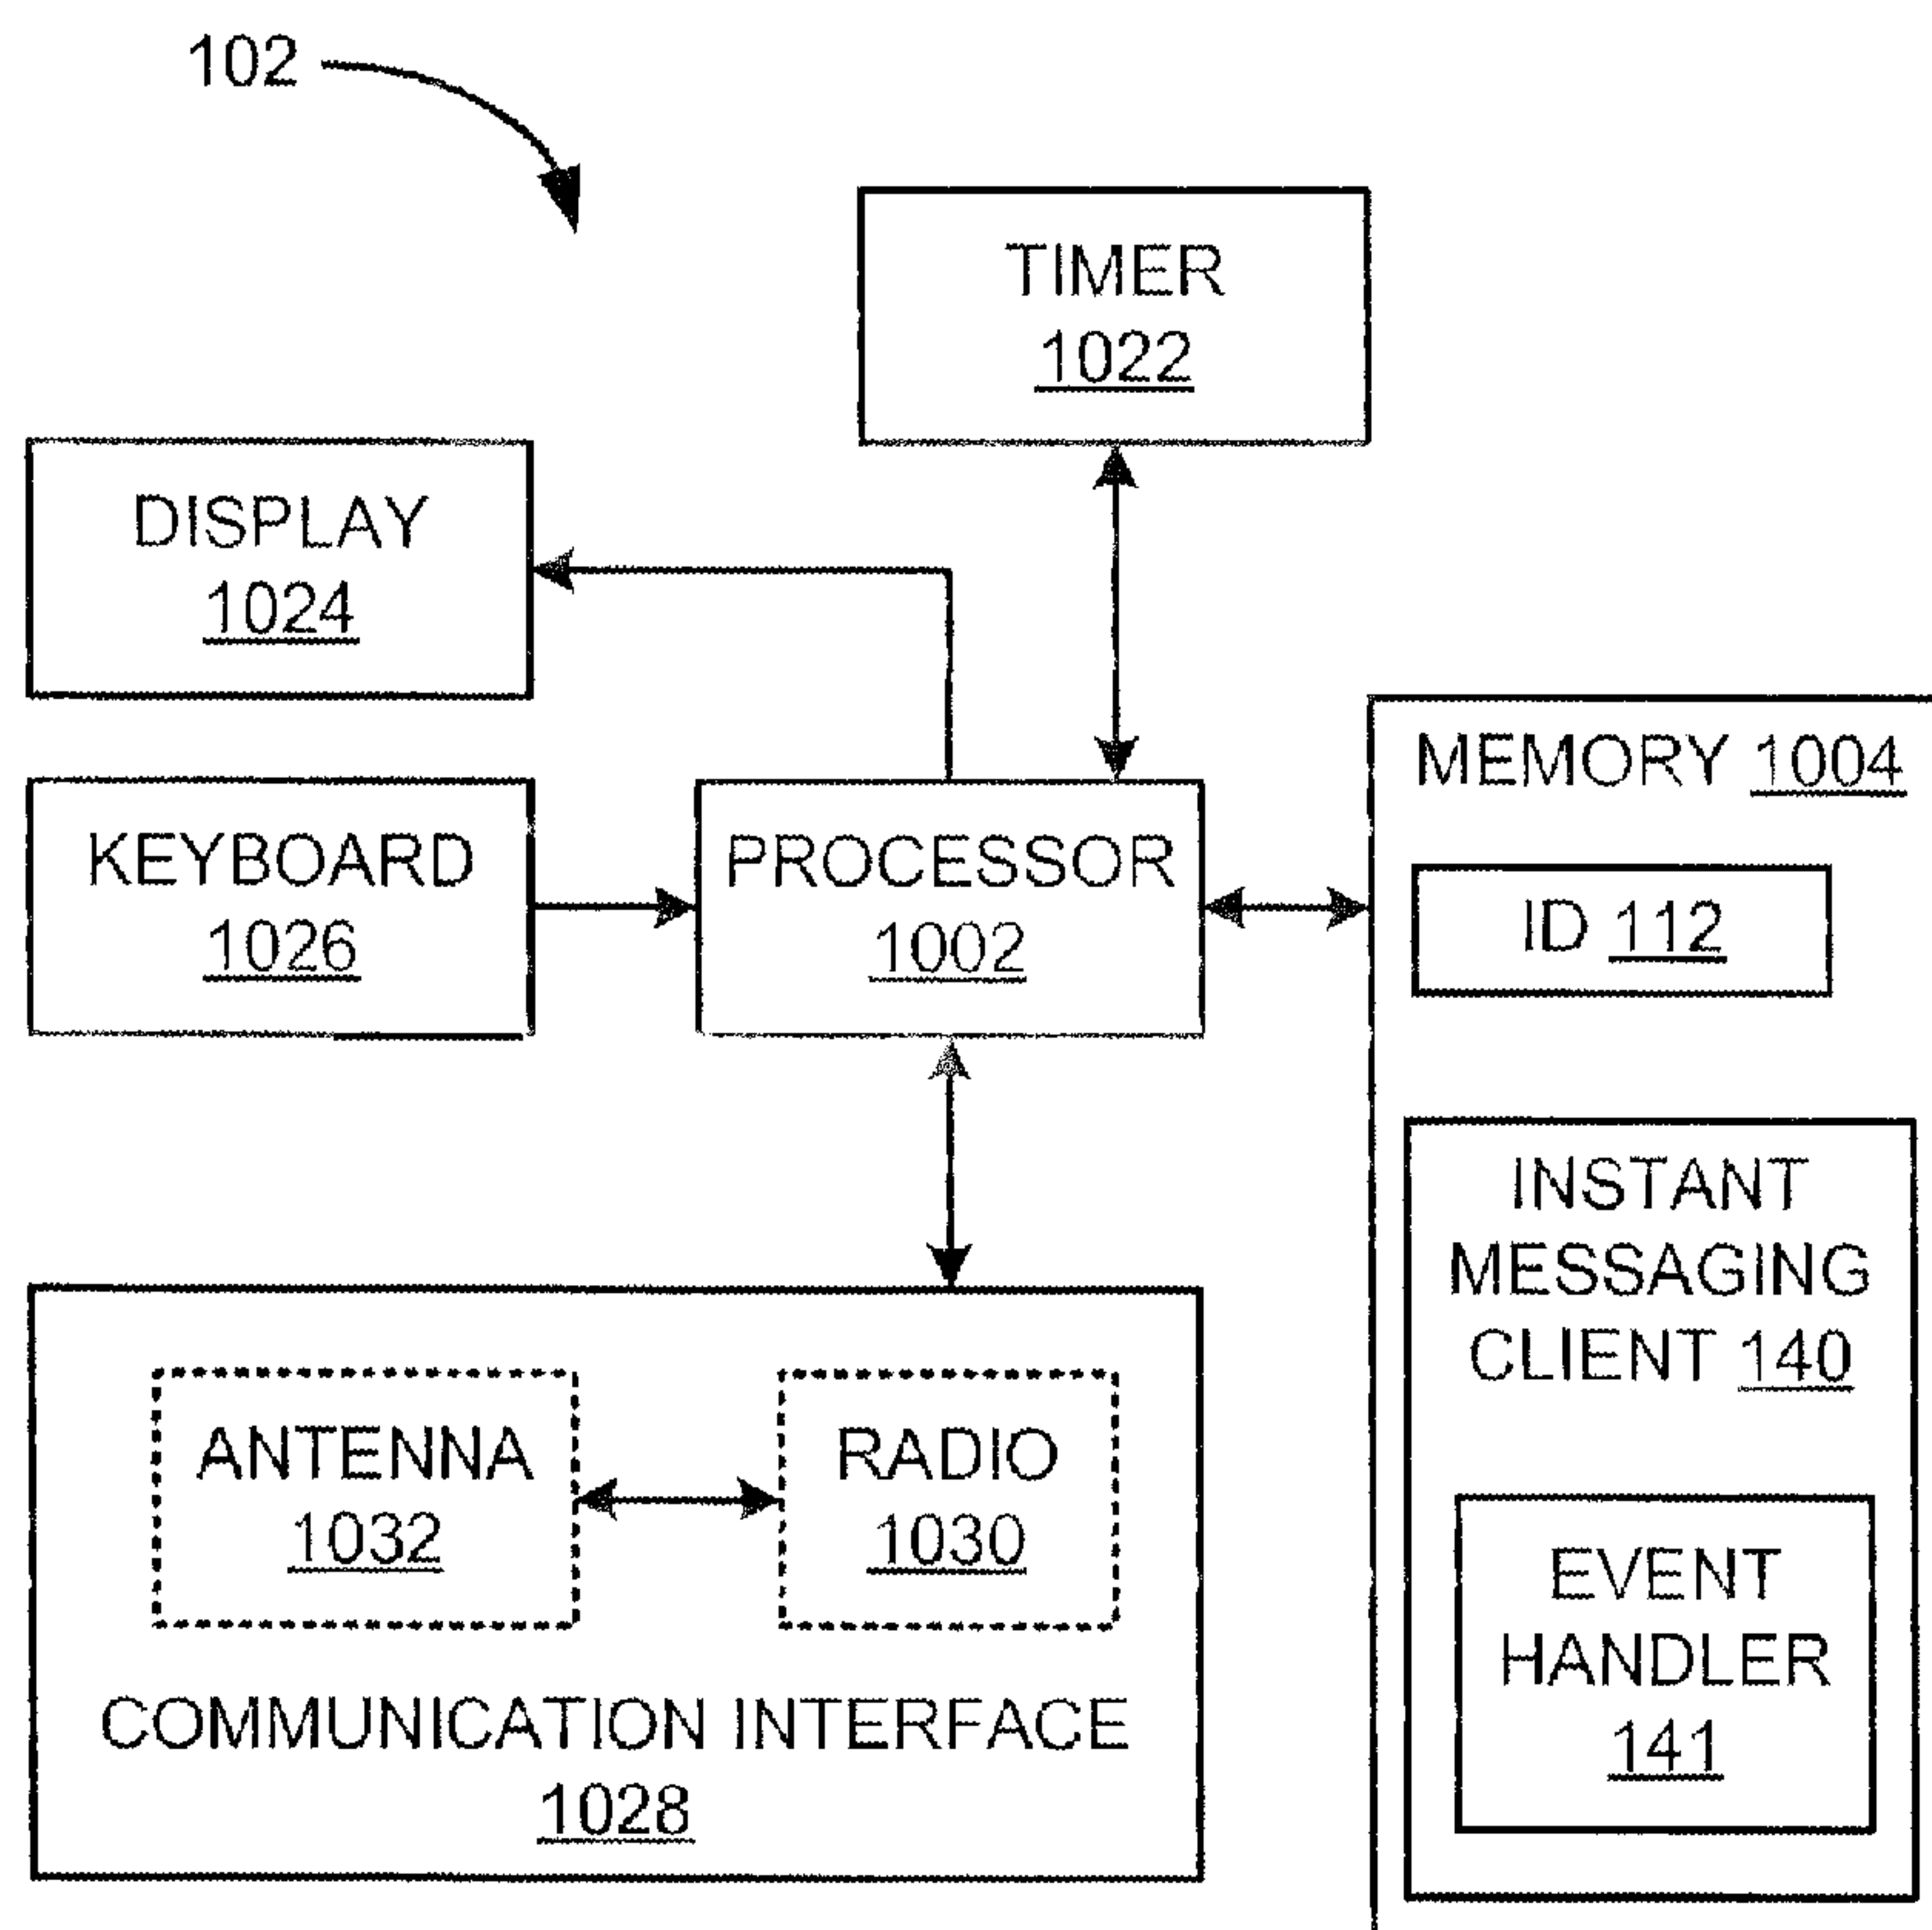 102
TIMER
1022
DISPLAY
1024
KEYBOARD
1026
PROCESSOR
1002
MEMORY 1004
ID 112
INSTANT
MESSAGING
CLIENT 140
EVENT
HANDLER
141
ANTENNA
1032
RADIO
1030
COMMUNICATION INTERFACE
1028